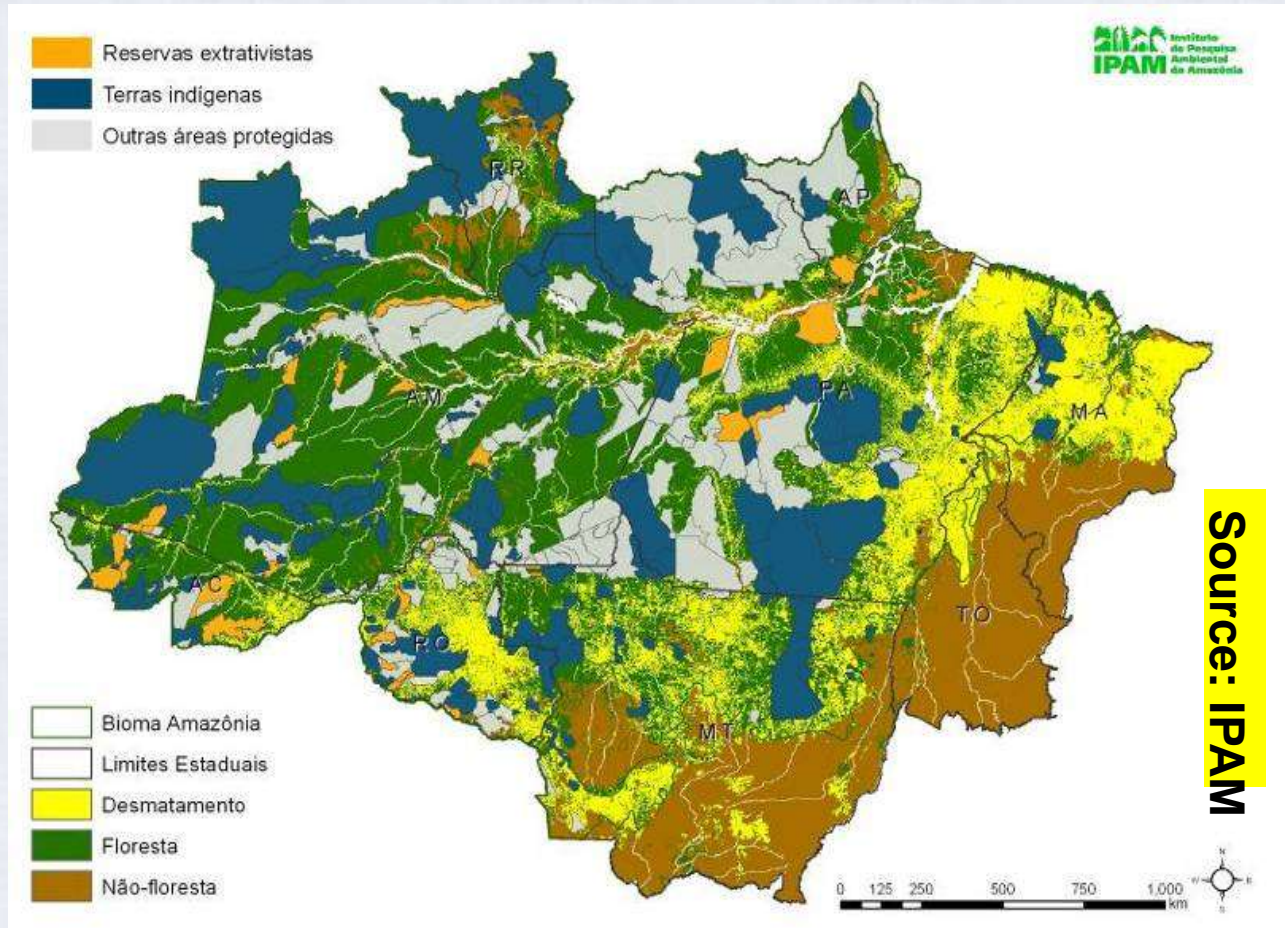 Reservas extrativistas
Terras indígenas
Outras áreas protegidas
IPAM
Instituto
de Pesquisa
Ambiental
da Amazônia
RR
AP
AM
PA
MA
AC
RO
TO
MT
Source: IPAM
Bioma Amazônia
Limites Estaduais
Desmatamento
Floresta
Não-floresta
0 125 250 500 750 1,000
km
N
W E
S